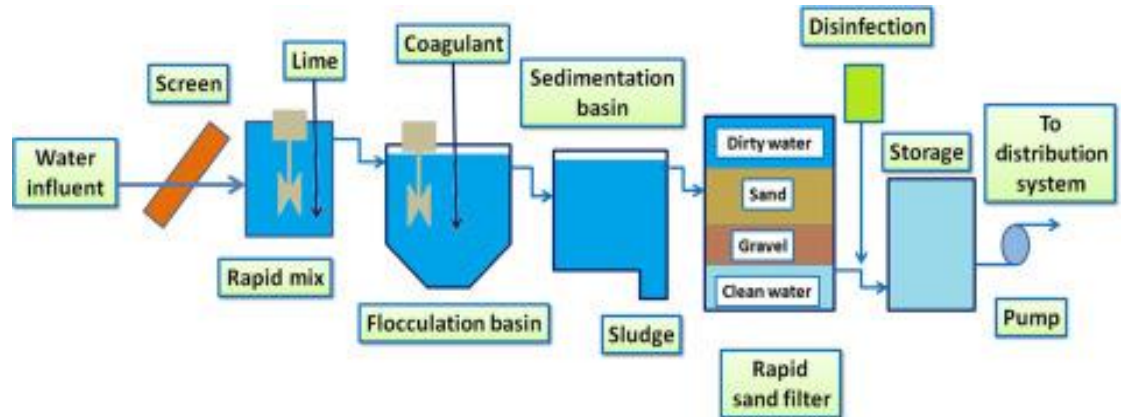 Water
influent
Screen
Lime
Rapid mix
Coagulant
Flocculation basin
Sedimentation
basin
Sludge
Dirty water
Sand
Gravel
Clean water
Rapid
sand filter
Disinfection
Storage
To
distribution
system
Pump